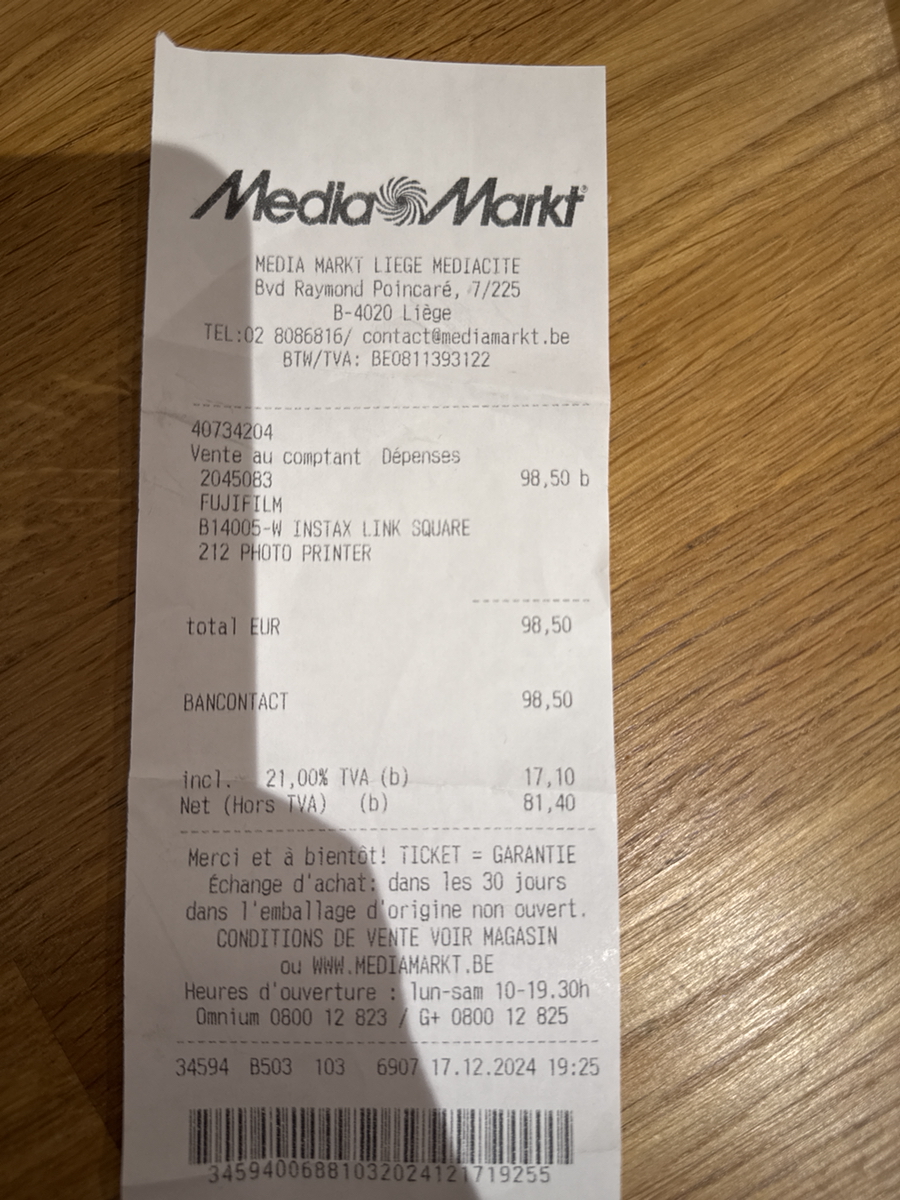 Media Markt
MEDIA MARKT LIEGE MEDIACITE
Bvd Raymond Poincaré, 7/225
B-4020 Liège
TEL:02 8086816/ contact@mediamarkt.be
BTW/TVA: BE0811393122
40734204
Vente au comptant Dépenses
2045083 98,50 b
FUJIFILM
B14005-W INSTAX LINK SQUARE
212 PHOTO PRINTER
total EUR 98,50
BANCONTACT 98,50
incl. 21,00% TVA (b) 17,10
Net (Hors TVA) (b) 81,40
Merci et à bientôt! TICKET = GARANTIE
Échange d'achat: dans les 30 jours
dans l'emballage d'origine non ouvert.
CONDITIONS DE VENTE VOIR MAGASIN
ou WWW.MEDIAMARKT.BE
Heures d'ouverture : lun-sam 10-19.30h
Omnium 0800 12 823 / G+ 0800 12 825
34594 B503 103 6907 17.12.2024 19:25
3459400688103202412171925​5